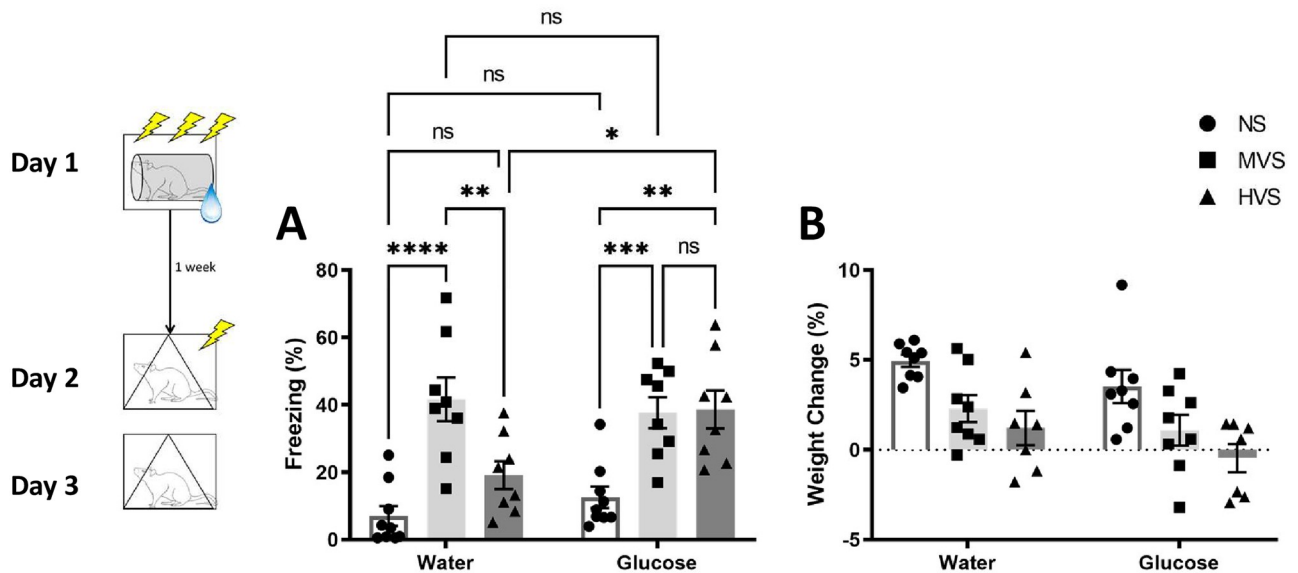 Day 1
1 week
Day 2
Day 3
A
ns
ns
ns
*
**
**
****
***
ns
Freezing (%)
80
60
40
20
0
Water
Glucose
B
NS
MVS
HVS
Weight Change (%)
10
5
0
-5
Water
Glucose